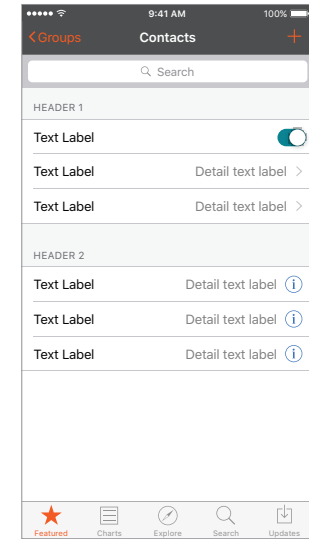 9:41 AM 100%
Groups Contacts +
Search
HEADER 1
Text Label
Text Label Detail text label
Text Label Detail text label
HEADER 2
Text Label Detail text label i
Text Label Detail text label i
Text Label Detail text label i
Featured Charts Explore Search Updates